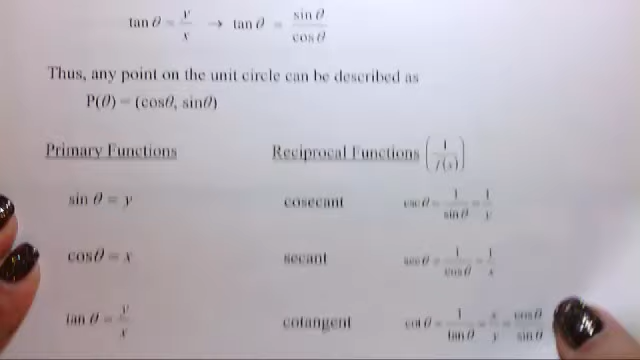 tan θ = y/x → tan θ = sin θ/cos θ
Thus, any point on the unit circle can be described as
P(θ) = (cosθ, sinθ)
Primary Functions Reciprocal Functions (1/f(x))
sin θ = y cosecant csc θ = 1/sin θ = 1/y
cosθ = x secant sec θ = 1/cos θ = 1/x
tan θ = y/x cotangent cot θ = 1/tan θ = x/y = cos θ/sin θ